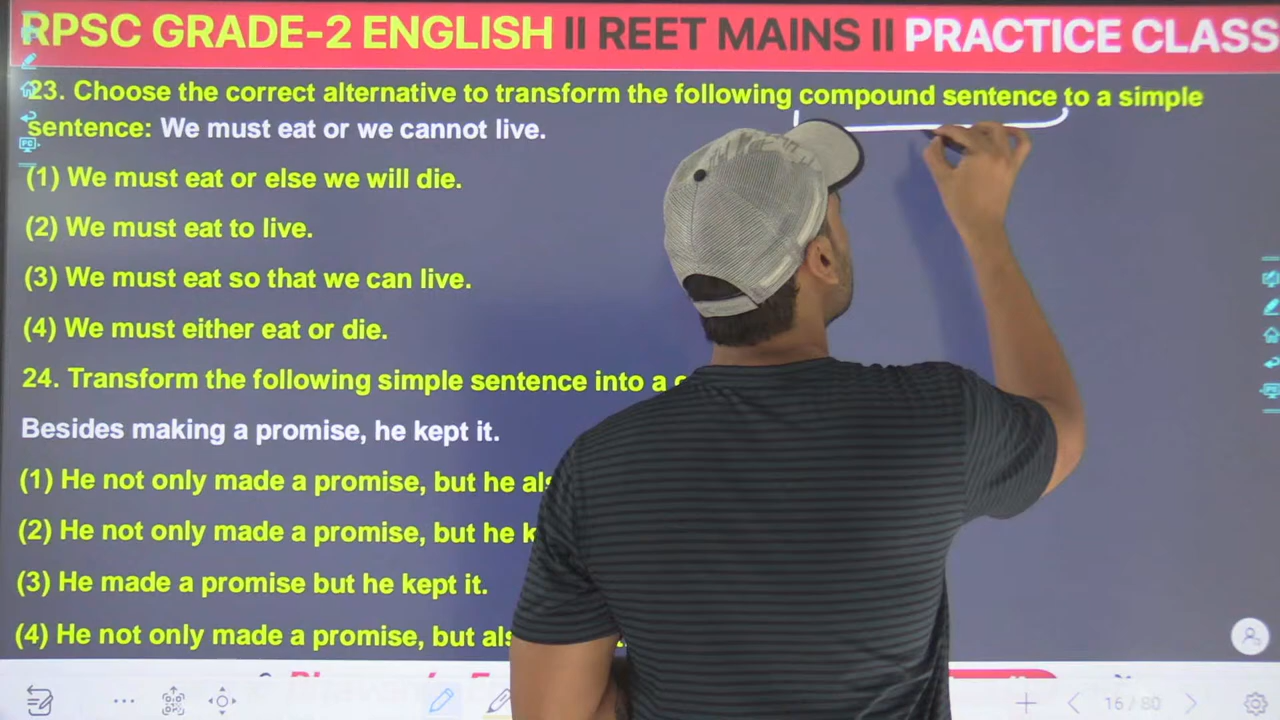 RPSC GRADE-2 ENGLISH II REET MAINS II PRACTICE CLASS
23. Choose the correct alternative to transform the following compound sentence to a simple
sentence: We must eat or we cannot live.
(1) We must eat or else we will die.
(2) We must eat to live.
(3) We must eat so that we can live.
(4) We must either eat or die.
24. Transform the following simple sentence into a
Besides making a promise, he kept it.
(1) He not only made a promise, but he
(2) He not only made a promise, but he
(3) He made a promise but he kept it.
(4) He not only made a promise, but
16/80